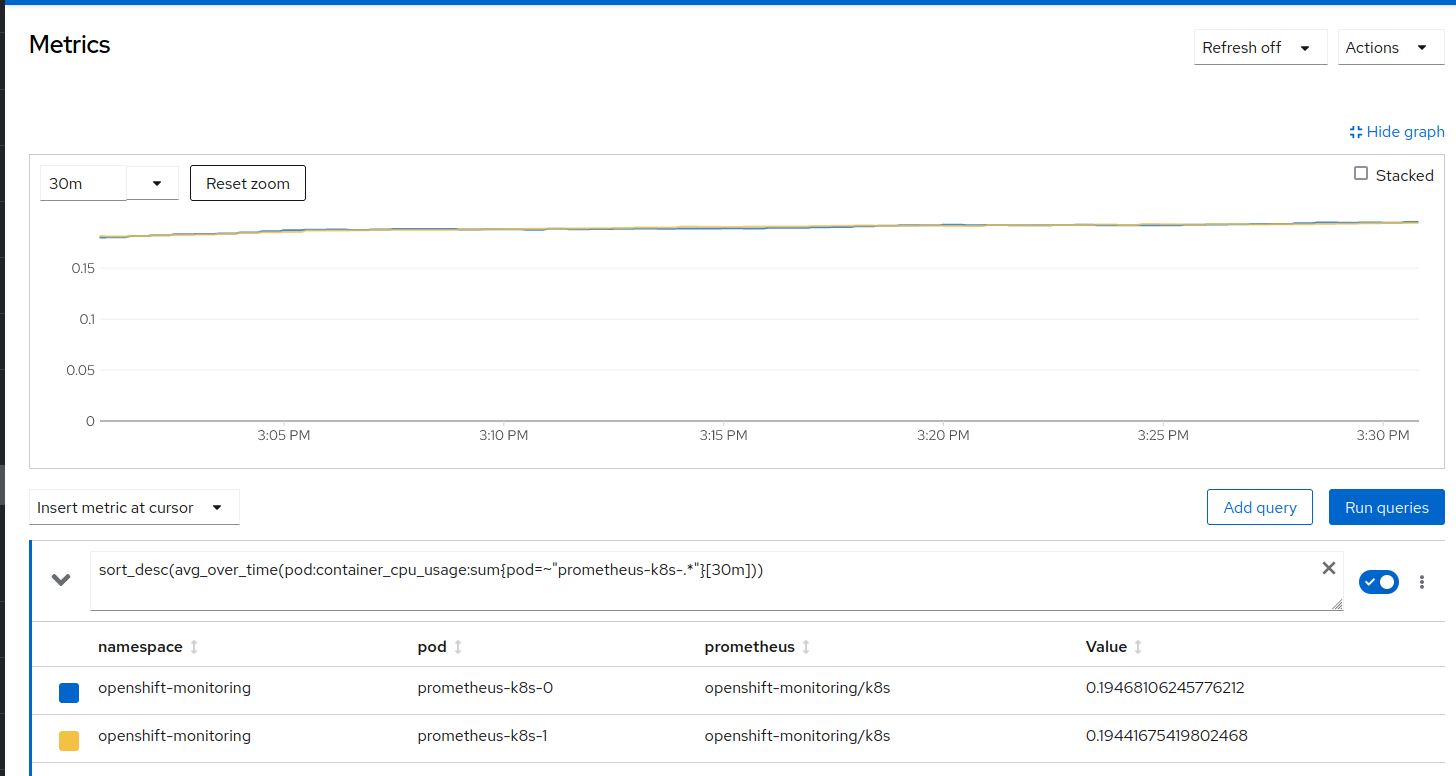 Metrics
Refresh off
Actions
Hide graph
30m
Reset zoom
Stacked
0.15
0.1
0.05
0
3:05 PM 3:10 PM 3:15 PM 3:20 PM 3:25 PM 3:30 PM
Insert metric at cursor
Add query
Run queries
sort_desc(avg_over_time(pod:container_cpu_usage:sum{pod=~"prometheus-k8s-.*"}[30m]))
namespace pod prometheus Value
openshift-monitoring prometheus-k8s-0 openshift-monitoring/k8s 0.19468106245776212
openshift-monitoring prometheus-k8s-1 openshift-monitoring/k8s 0.19441675419802468